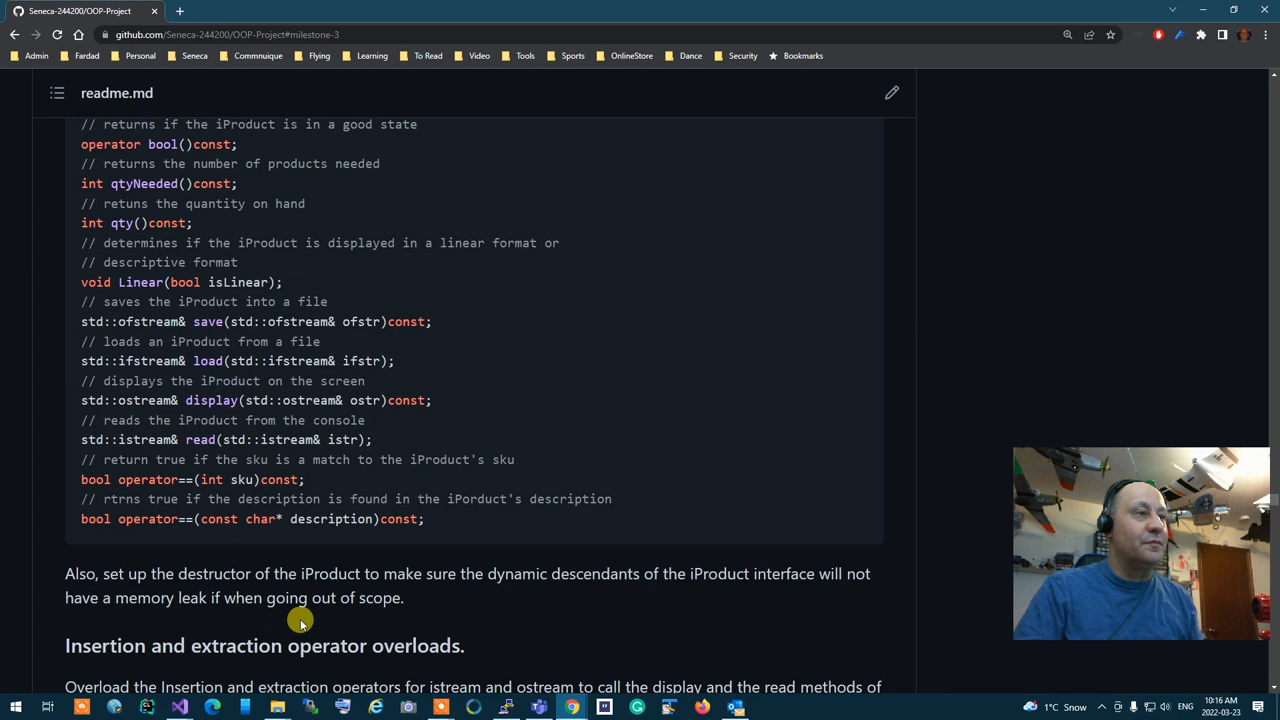 Seneca-244200/OOP-Project
github.com/Seneca-244200/OOP-Project#milestone-3
Admin Fardad Personal Seneca Commnuique Flying Learning To Read Video Tools Sports OnlineStore Dance Security Bookmarks
readme.md
// returns if the iProduct is in a good state
operator bool()const;
// returns the number of products needed
int qtyNeeded()const;
// retuns the quantity on hand
int qty()const;
// determines if the iProduct is displayed in a linear format or
// descriptive format
void Linear(bool isLinear);
// saves the iProduct into a file
std::ofstream& save(std::ofstream& ofstr)const;
// loads an iProduct from a file
std::ifstream& load(std::ifstream& ifstr);
// displays the iProduct on the screen
std::ostream& display(std::ostream& ostr)const;
// reads the iProduct from the console
std::istream& read(std::istream& istr);
// return true if the sku is a match to the iProduct's sku
bool operator==(int sku)const;
// rtrns true if the description is found in the iPorduct's description
bool operator==(const char* description)const;
Also, set up the destructor of the iProduct to make sure the dynamic descendants of the iProduct interface will not
have a memory leak if when going out of scope.
Insertion and extraction operator overloads.
Overload the Insertion and extraction operators for istream and ostream to call the display and the read methods of
1°C Snow
10:16 AM
2022-03-23